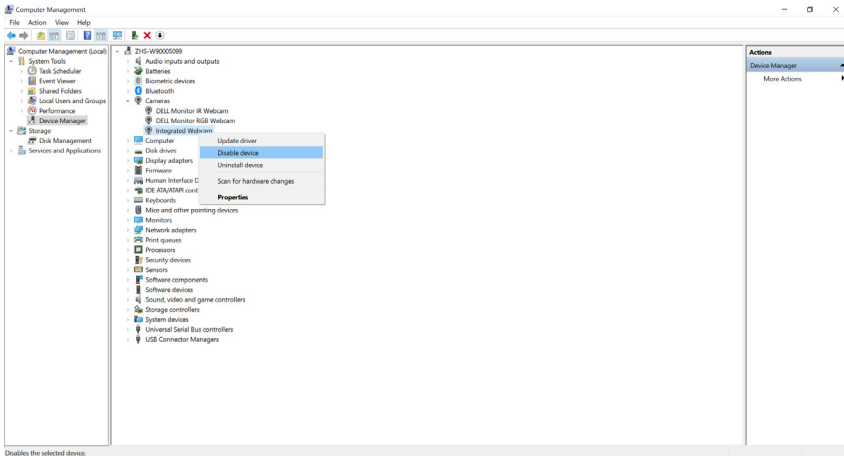 Computer Management
File Action View Help
Computer Management (Local)
System Tools
Task Scheduler
Event Viewer
Shared Folders
Local Users and Groups
Performance
Device Manager
Storage
Disk Management
Services and Applications
ZHS-W90005099
Audio inputs and outputs
Batteries
Biometric devices
Bluetooth
Cameras
DELL Monitor IR Webcam
DELL Monitor RGB Webcam
Integrated Webcam
Computer
Disk drives
Display adapters
Firmware
Human Interface D
IDE ATA/ATAPI cont
Keyboards
Mice and other pointing devices
Monitors
Network adapters
Print queues
Processors
Security devices
Sensors
Software components
Software devices
Sound, video and game controllers
Storage controllers
System devices
Universal Serial Bus controllers
USB Connector Managers
Update driver
Disable device
Uninstall device
Scan for hardware changes
Properties
Actions
Device Manager
More Actions
Disables the selected device.